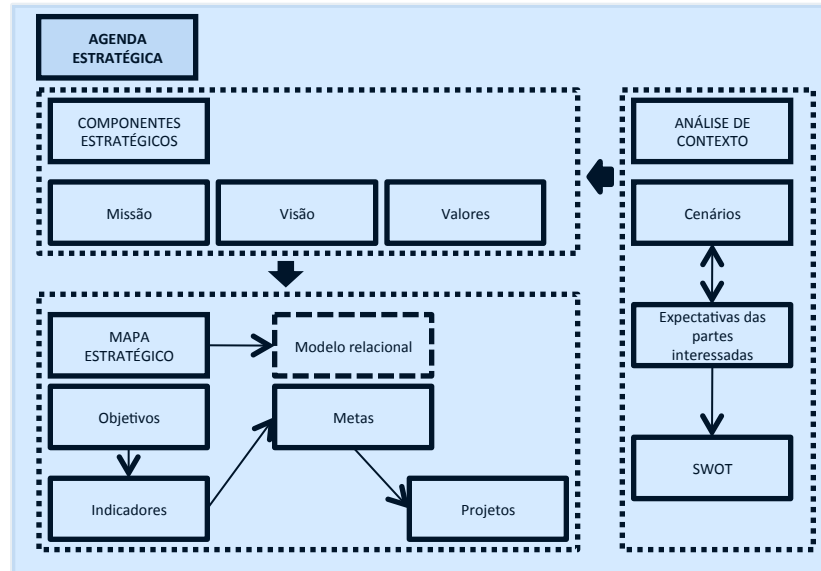 AGENDA
ESTRATÉGICA
COMPONENTES
ESTRATÉGICOS
Missão
Visão
Valores
MAPA
ESTRATÉGICO
Modelo relacional
Objetivos
Metas
Indicadores
Projetos
ANÁLISE DE
CONTEXTO
Cenários
Expectativas das
partes
interessadas
SWOT